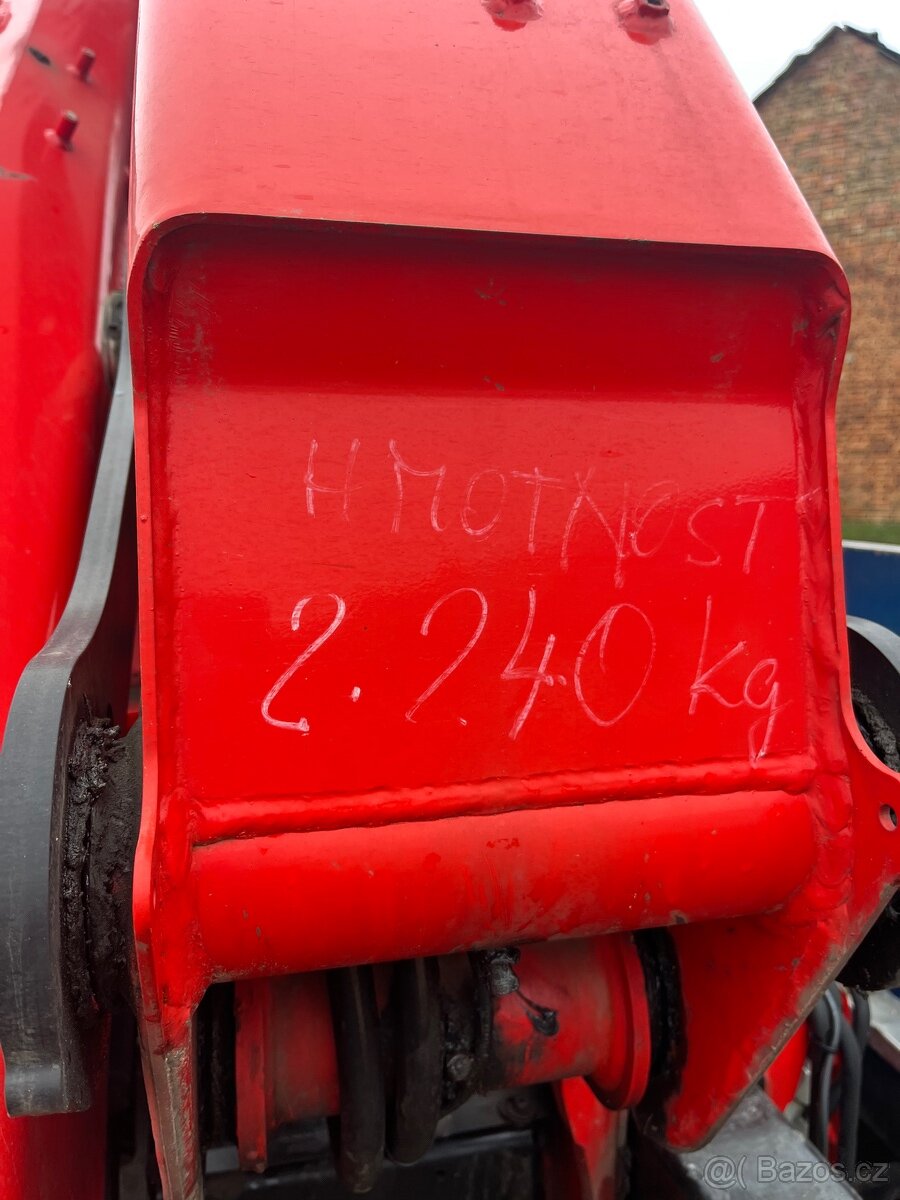 HMOTNOST
2.240 kg
@( Bazos.cz